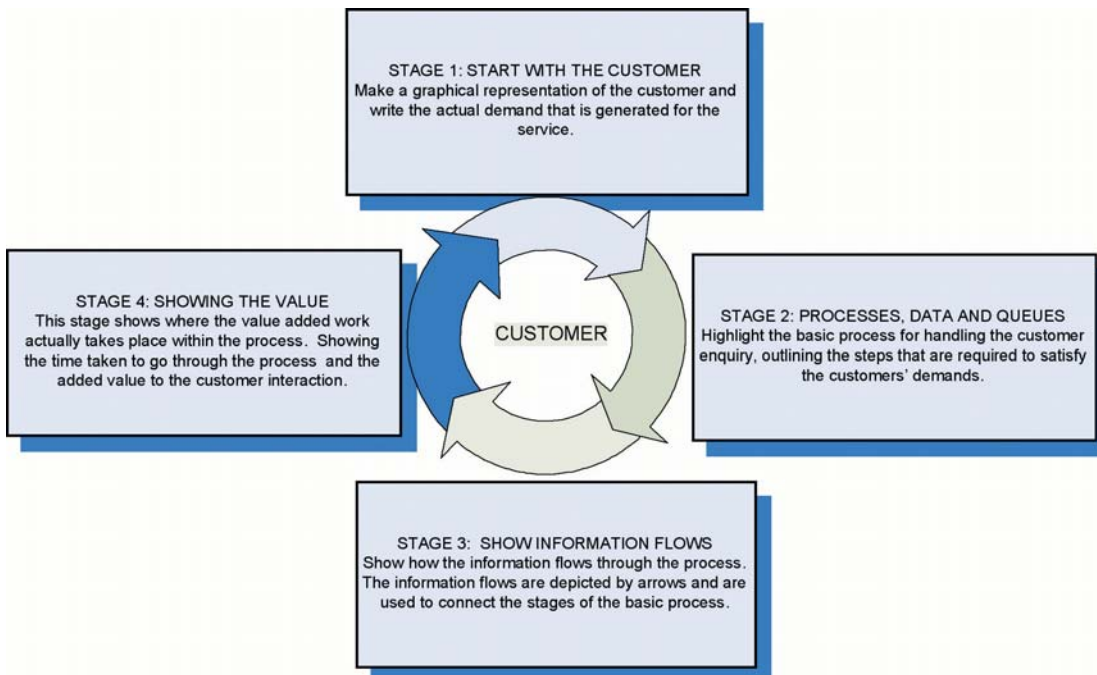 STAGE 1: START WITH THE CUSTOMER
Make a graphical representation of the customer and
write the actual demand that is generated for the
service.
STAGE 4: SHOWING THE VALUE
This stage shows where the value added work
actually takes place within the process. Showing
the time taken to go through the process and the
added value to the customer interaction.
CUSTOMER
STAGE 2: PROCESSES, DATA AND QUEUES
Highlight the basic process for handling the customer
enquiry, outlining the steps that are required to satisfy
the customers' demands.
STAGE 3: SHOW INFORMATION FLOWS
Show how the information flows through the process.
The information flows are depicted by arrows and are
used to connect the stages of the basic process.